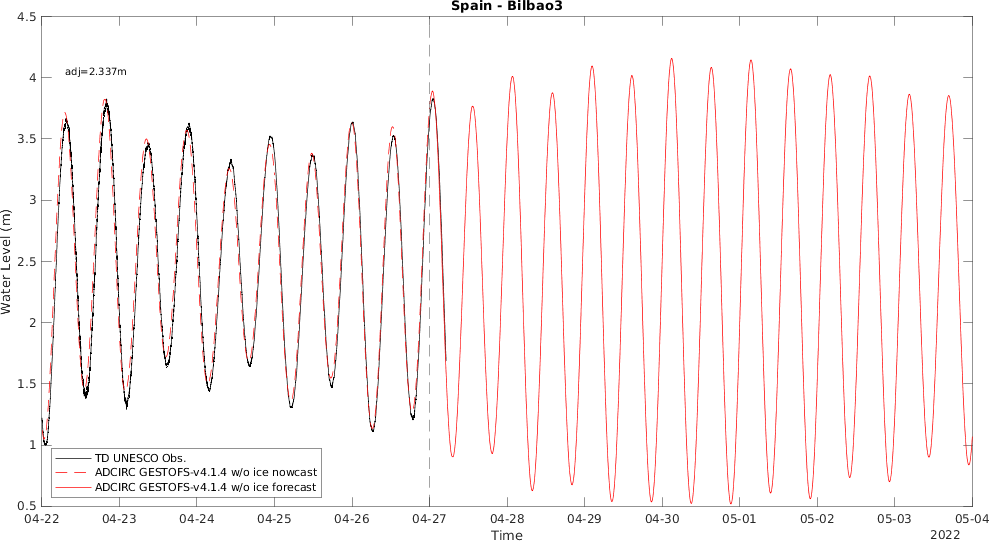 Spain - Bilbao3
4.5
4
3.5
3
2.5
2
1.5
1
0.5
Water Level (m)
adj=2.337m
TD UNESCO Obs.
ADCIRC GESTOFS-v4.1.4 w/o ice nowcast
ADCIRC GESTOFS-v4.1.4 w/o ice forecast
04-22 04-23 04-24 04-25 04-26 04-27 04-28 04-29 04-30 05-01 05-02 05-03 05-04
Time
2022